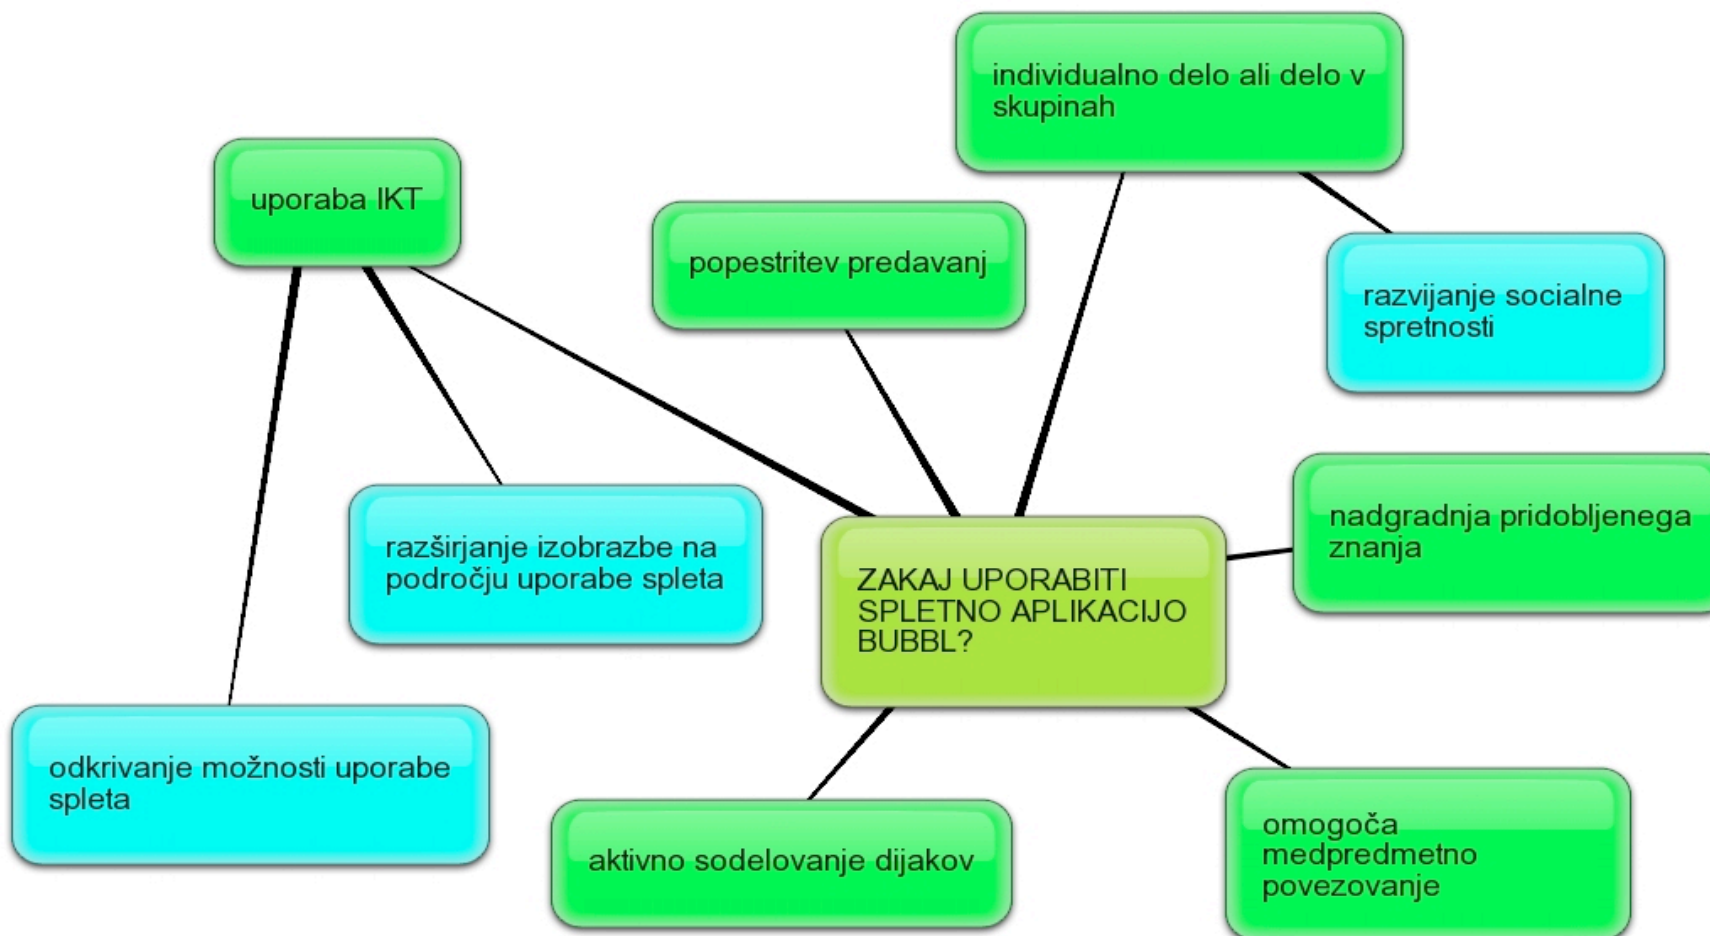 individualno delo ali delo v
skupinah
uporaba IKT
popestritev predavanj
razvijanje socialne
spretnosti
nadgradnja pridobljenega
znanja
razširjanje izobrazbe na
področju uporabe spleta
ZAKAJ UPORABITI
SPLETNO APLIKACIJO
BUBBL?
odkrivanje možnosti uporabe
spleta
aktivno sodelovanje dijakov
omogoča
medpredmetno
povezovanje